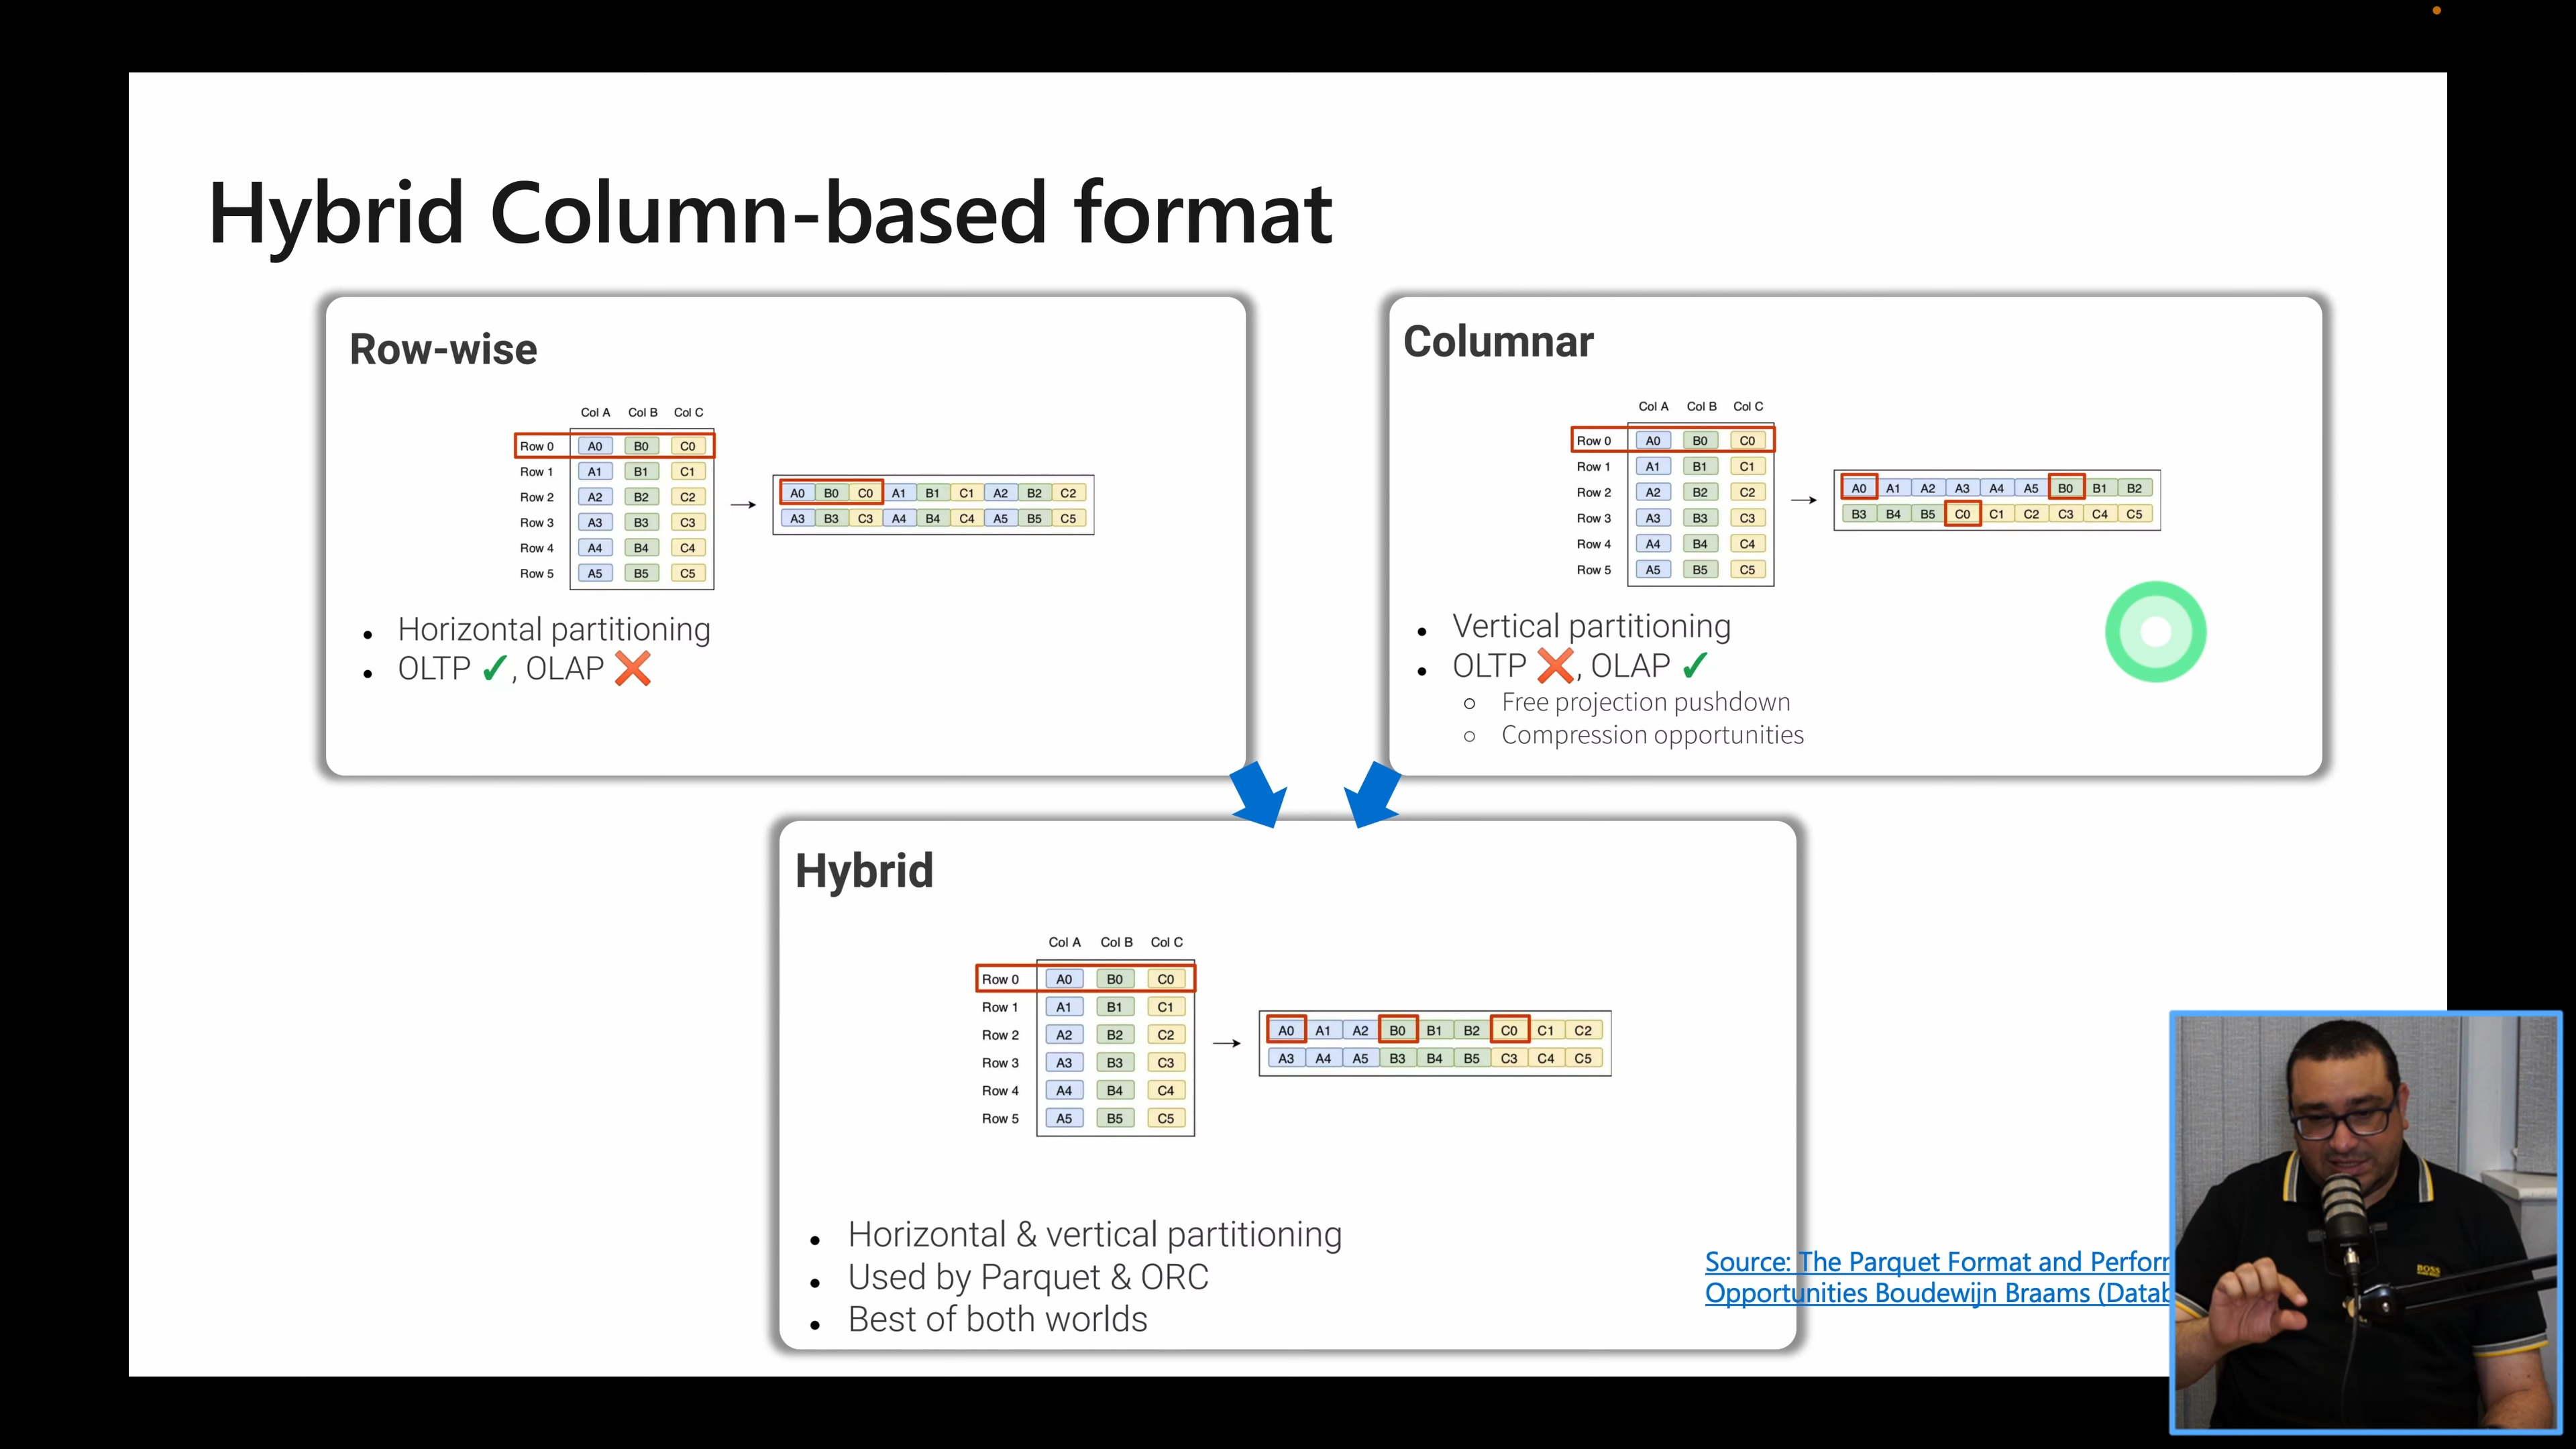 Hybrid Column-based format
Row-wise
Col A Col B Col C
Row 0 A0 B0 C0
Row 1 A1 B1 C1
Row 2 A2 B2 C2
Row 3 A3 B3 C3
Row 4 A4 B4 C4
Row 5 A5 B5 C5
A0 B0 C0 A1 B1 C1 A2 B2 C2
A3 B3 C3 A4 B4 C4 A5 B5 C5
• Horizontal partitioning
• OLTP ✓, OLAP ❌
Columnar
Col A Col B Col C
Row 0 A0 B0 C0
Row 1 A1 B1 C1
Row 2 A2 B2 C2
Row 3 A3 B3 C3
Row 4 A4 B4 C4
Row 5 A5 B5 C5
A0 A1 A2 A3 A4 A5 B0 B1 B2
B3 B4 B5 C0 C1 C2 C3 C4 C5
• Vertical partitioning
• OLTP ❌, OLAP ✓
○ Free projection pushdown
○ Compression opportunities
Hybrid
Col A Col B Col C
Row 0 A0 B0 C0
Row 1 A1 B1 C1
Row 2 A2 B2 C2
Row 3 A3 B3 C3
Row 4 A4 B4 C4
Row 5 A5 B5 C5
A0 A1 A2 B0 B1 B2 C0 C1 C2
A3 A4 A5 B3 B4 B5 C3 C4 C5
• Horizontal & vertical partitioning
• Used by Parquet & ORC
• Best of both worlds
Source: The Parquet Format and Perfor
Opportunities Boudewijn Braams (Datab
BOSS